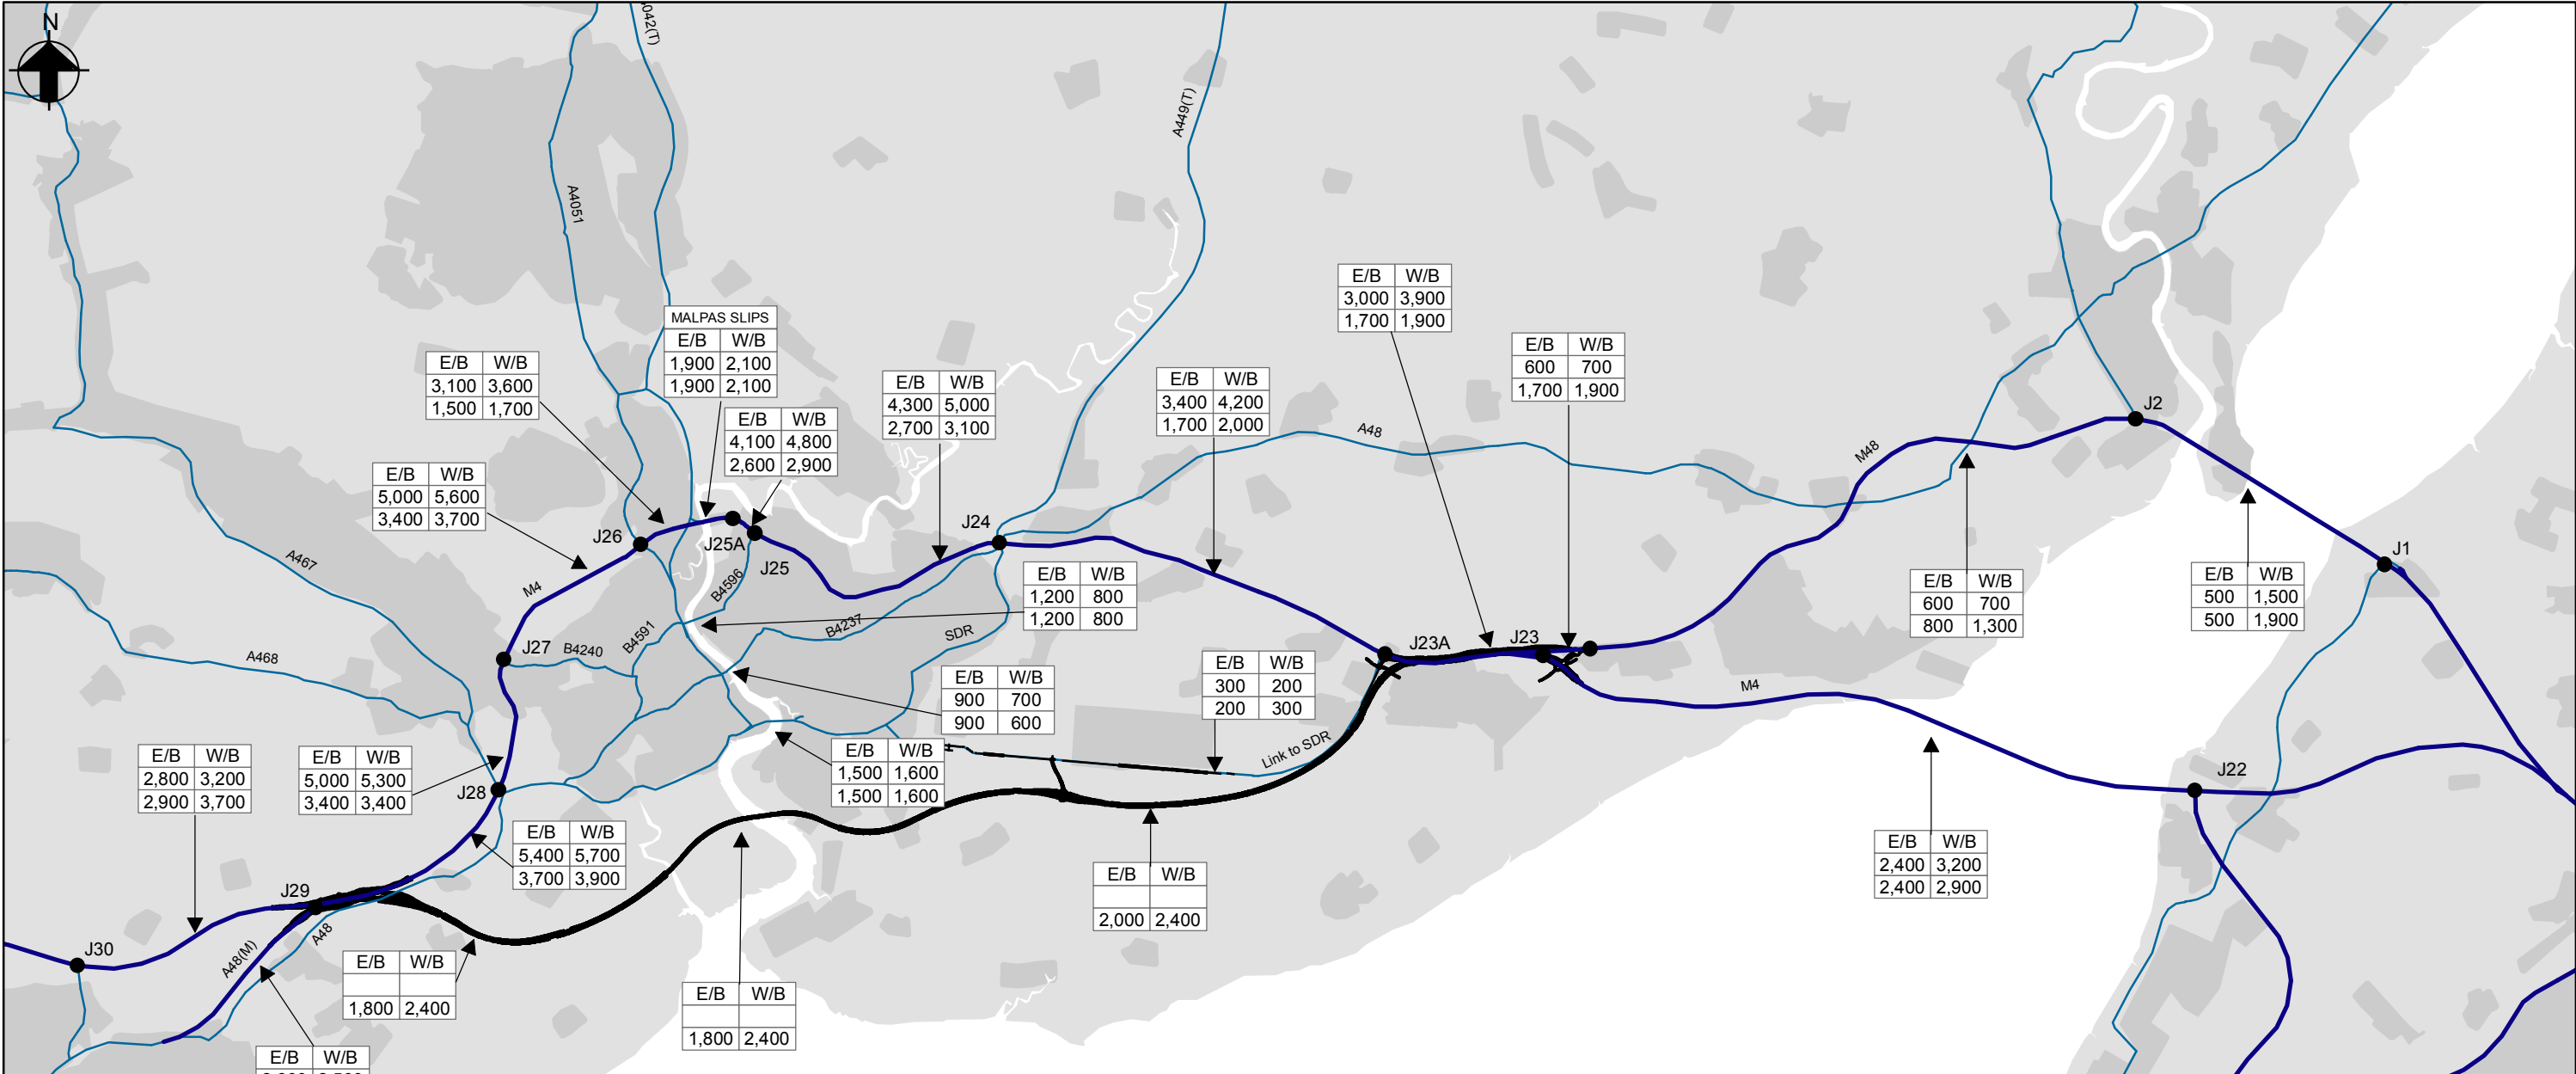 N
042(T)
A449(T)
A4051
E/B W/B
3,000 3,900
1,700 1,900
MALPAS SLIPS
E/B W/B
1,900 2,100
1,900 2,100
E/B W/B
600 700
1,700 1,900
E/B W/B
3,100 3,600
1,500 1,700
E/B W/B
4,300 5,000
2,700 3,100
E/B W/B
3,400 4,200
1,700 2,000
E/B W/B
4,100 4,800
2,600 2,900
J2
A48
M48
E/B W/B
5,000 5,600
3,400 3,700
J26
J25A
J24
J25
J1
A467
M4
B4596
E/B W/B
1,200 800
1,200 800
E/B W/B
600 700
800 1,300
E/B W/B
500 1,500
500 1,900
B4591
B4237
SDR
J27
B4240
A468
J23A
J23
E/B W/B
900 700
900 600
E/B W/B
300 200
200 300
M4
Link to SDR
E/B W/B
1,500 1,600
1,500 1,600
E/B W/B
2,800 3,200
2,900 3,700
E/B W/B
5,000 5,300
3,400 3,400
J28
J22
E/B W/B
5,400 5,700
3,700 3,900
E/B W/B
2,400 3,200
2,400 2,900
E/B W/B
2,000 2,400
J29
A48
A48(M)
J30
E/B W/B
1,800 2,400
E/B W/B
1,800 2,400
E/B W/B